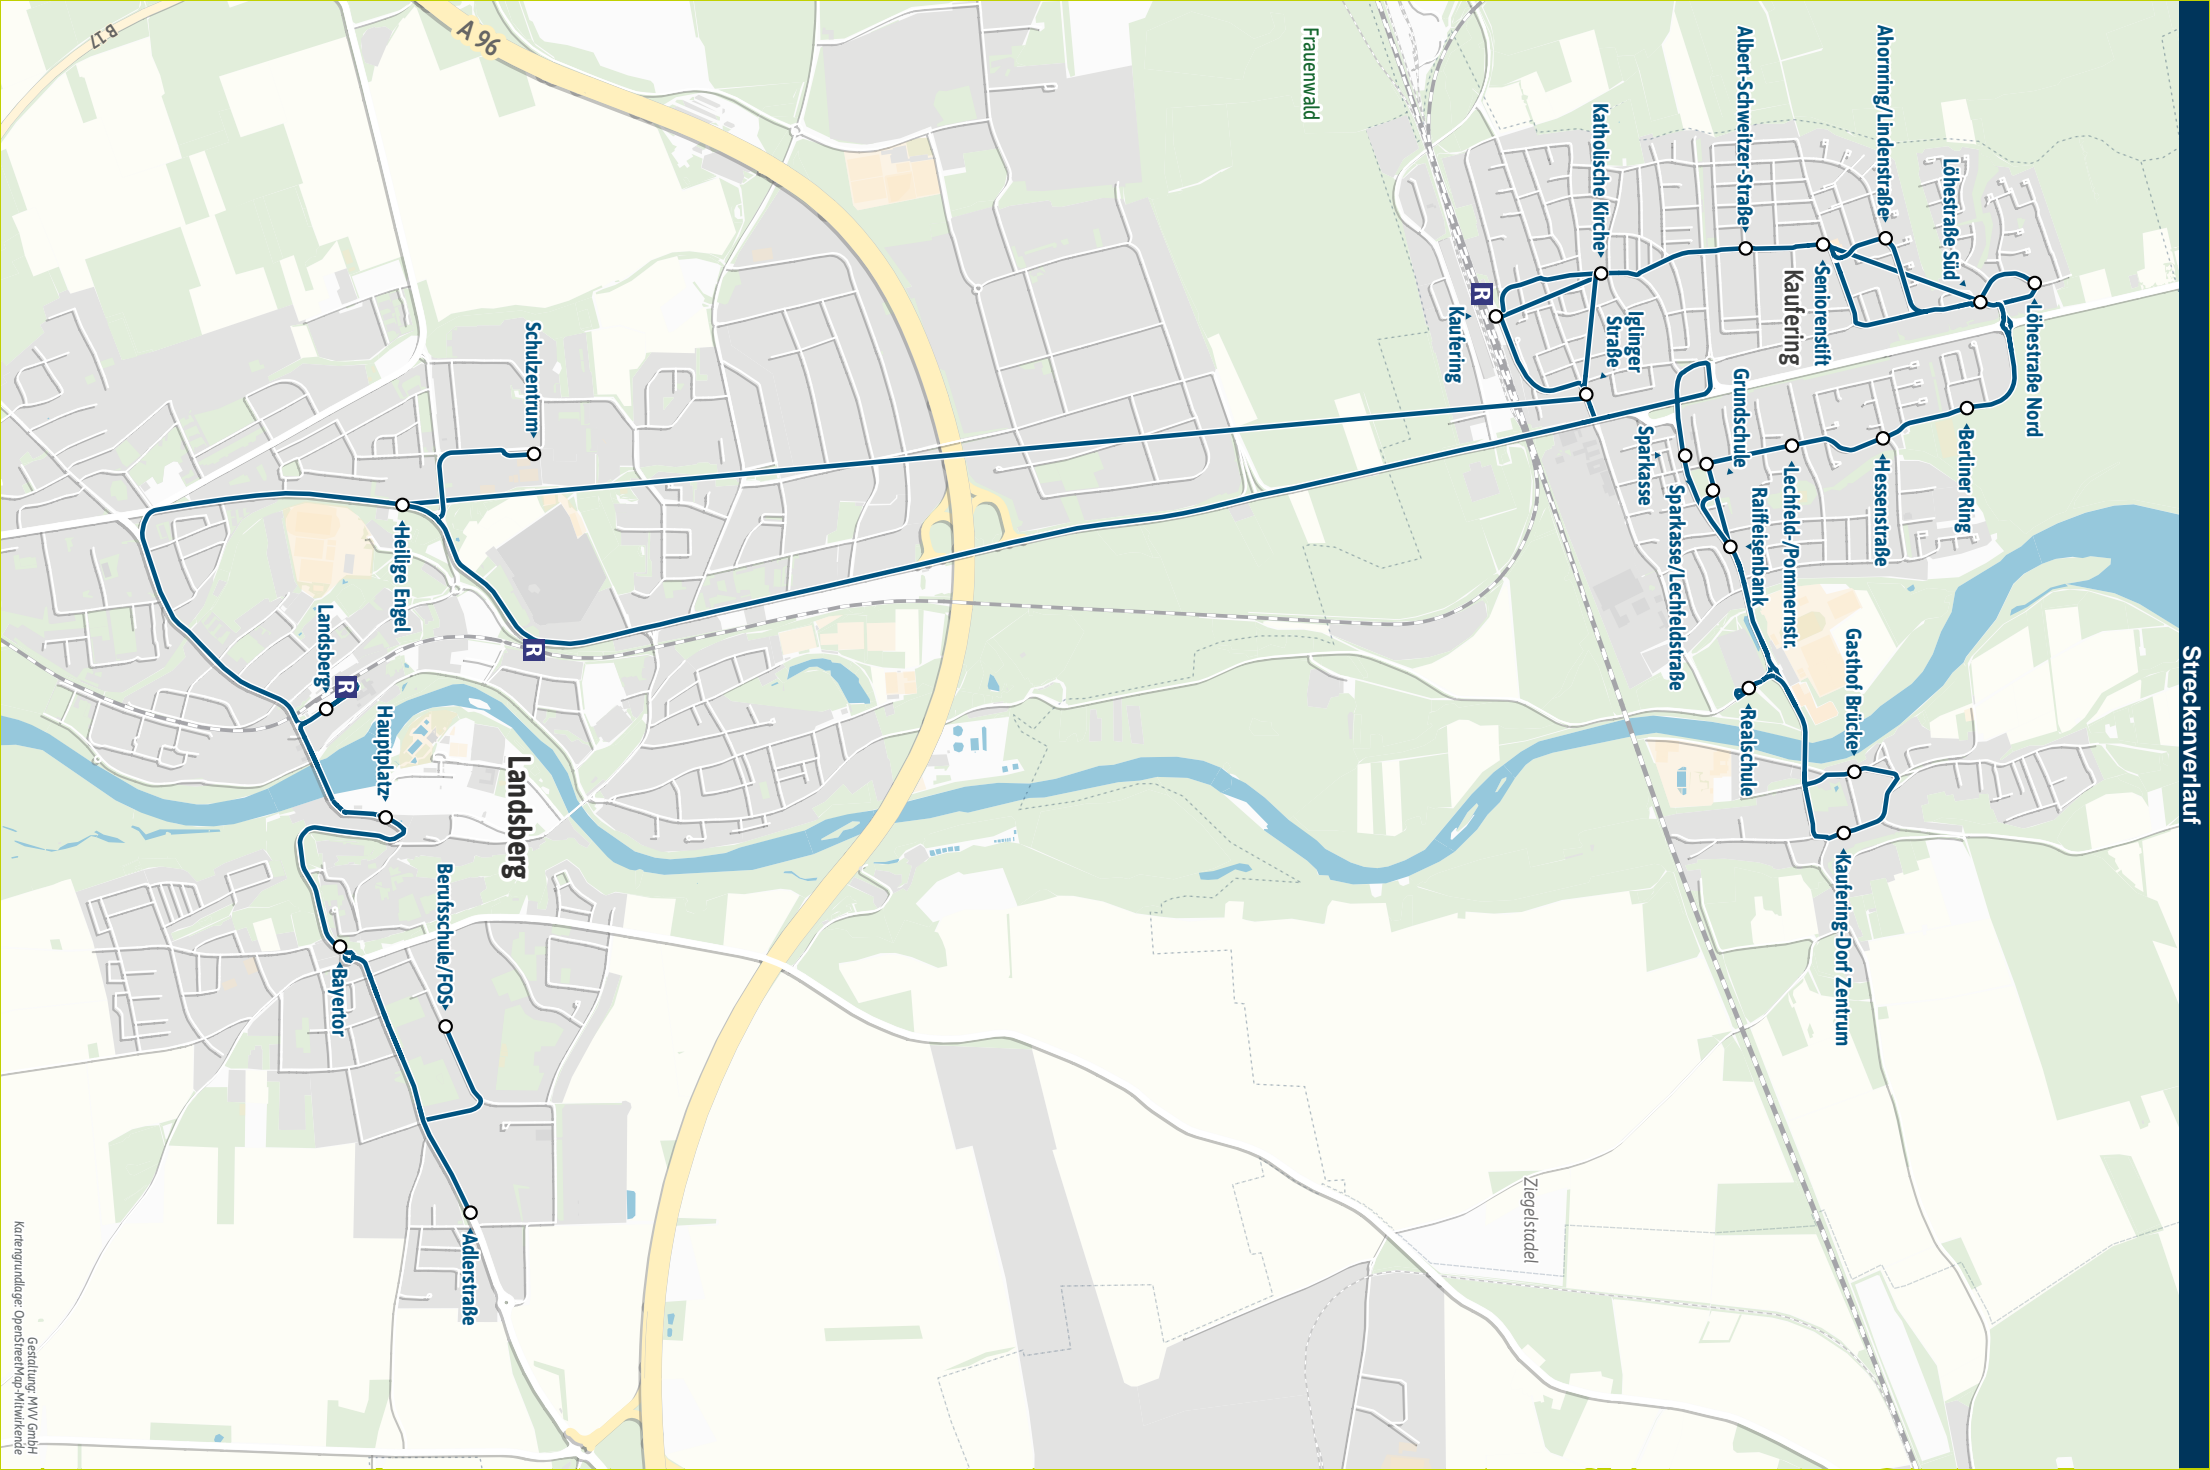 Streckenverlauf
Löhestraße Nord
Löhestraße Süd
Berliner Ring
Ahornring/Lindenstraße
Hessenstraße
Seniorenstift
Kaufering
Lechfeld-/Pommernstr.
Albert-Schweitzer-Straße
Grundschule
Raiffeisenbank
Gasthof Brücke
Kaufering-Dorf Zentrum
Realschule
Iglinger
Straße
Katholische Kirche
Sparkasse
Sparkasse/Lechfeldstraße
R
Kaufering
Ziegelstadel
Frauenwald
A 96
B 17
Schulzentrum
R
Landsberg
Heilige Engel
Landsberg
R
Hauptplatz
Berufsschule/FOS
Bayertor
Adlerstraße
Gestaltung: MVV GmbH
Kartengrundlage: OpenStreetMap-Mitwirkende